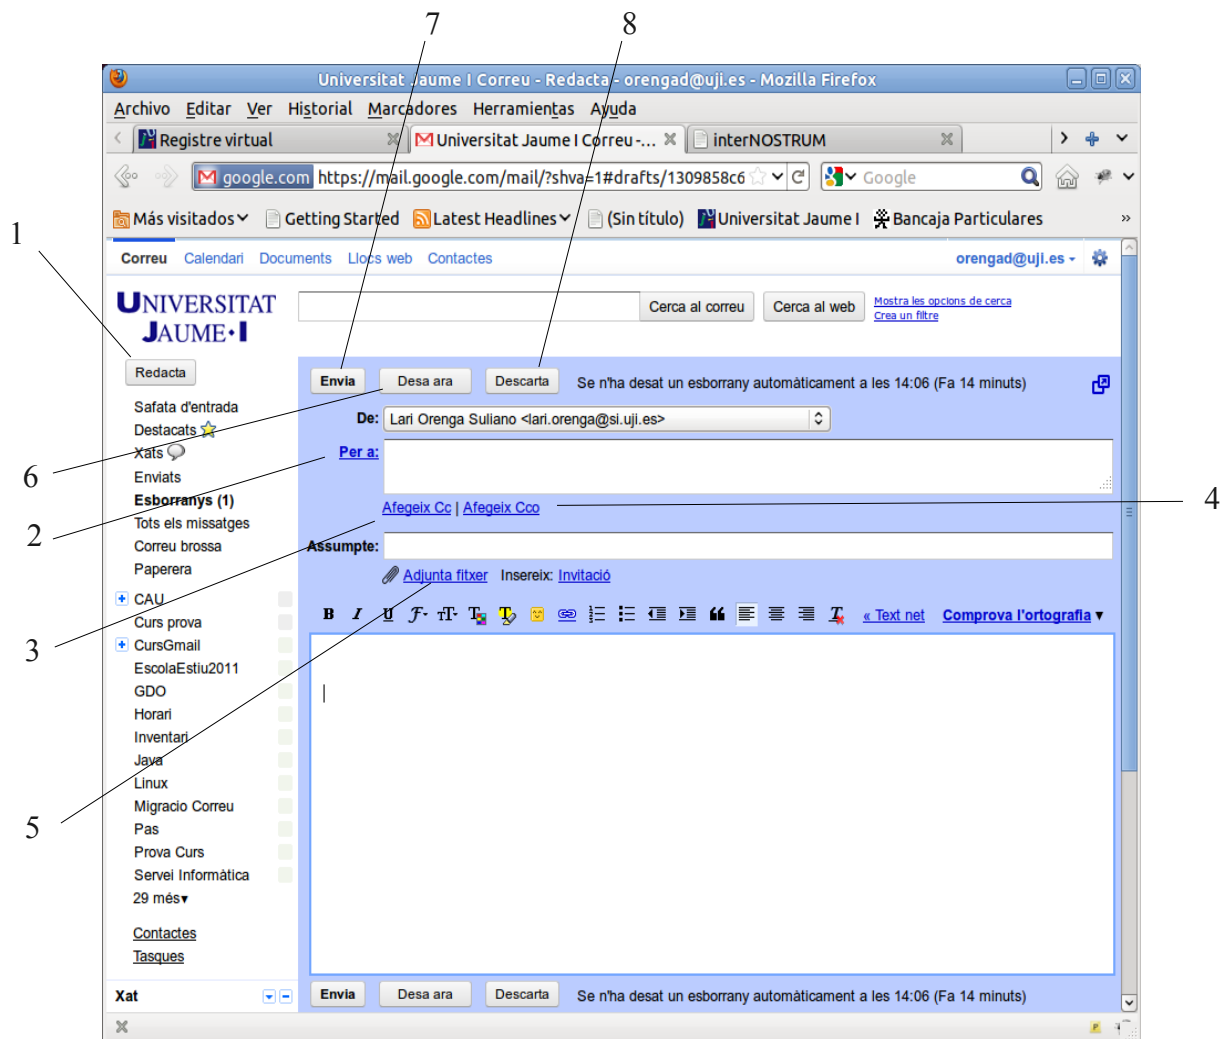 7 8
Universitat Jaume I Correu - Redacta - orengad@uji.es - Mozilla Firefox
Archivo Editar Ver Historial Marcadores Herramientas Ayuda
Registre virtual Universitat Jaume I Correu -... interNOSTRUM
google.com https://mail.google.com/mail/?shva=1#drafts/1309858c6 Google
Más visitados Getting Started Latest Headlines (Sin título) Universitat Jaume I Bancaja Particulares »
1
Correu Calendari Documents Llocs web Contactes orengad@uji.es
UNIVERSITAT
JAUME·I
Cerca al correu Cerca al web Mostra les opcions de cerca
Crea un filtre
Redacta
Envia Desa ara Descarta Se n'ha desat un esborrany automàticament a les 14:06 (Fa 14 minuts)
Safata d'entrada
De: Lari Orenga Suliano <lari.orenga@si.uji.es>
Destacats
Xats
Per a:
6
Enviats
Esborranys (1)
4
Afegeix Cc | Afegeix Cco
Tots els missatges
2
Correu brossa
Assumpte:
Paperera
Adjunta fitxer Insereix: Invitació
CAU
B I U T « Text net Comprova l'ortografia
Curs prova
CursGmail
3
EscolaEstiu2011
GDO
Horari
Inventari
Java
Linux
Migracio Correu
5
Pas
Prova Curs
Servei Informàtica
29 més
Contactes
Tasques
Xat
Envia Desa ara Descarta Se n'ha desat un esborrany automàticament a les 14:06 (Fa 14 minuts)